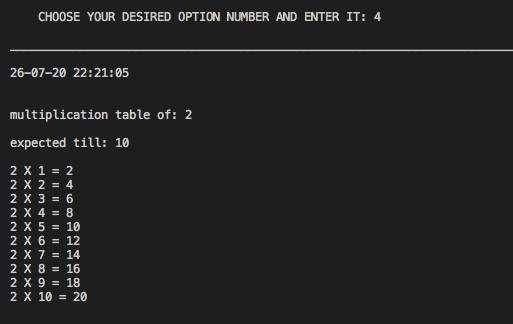 CHOOSE YOUR DESIRED OPTION NUMBER AND ENTER IT: 4
26-07-20 22:21:05
multiplication table of: 2
expected till: 10
2 X 1 = 2
2 X 2 = 4
2 X 3 = 6
2 X 4 = 8
2 X 5 = 10
2 X 6 = 12
2 X 7 = 14
2 X 8 = 16
2 X 9 = 18
2 X 10 = 20